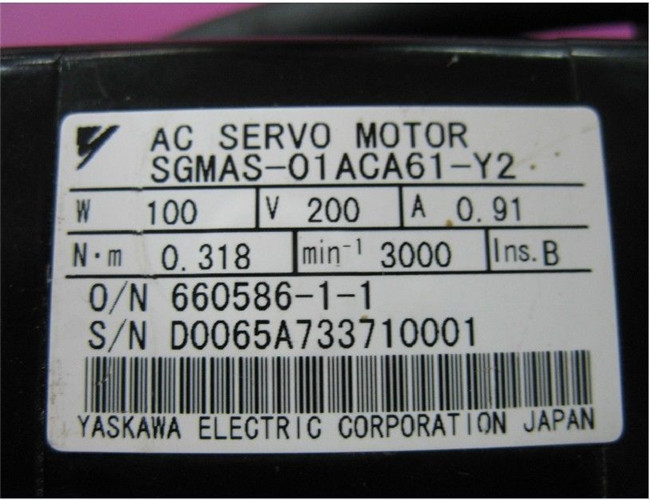 AC SERVO MOTOR
SGMAS-01ACA61-Y2
W 100 V 200 A 0.91
N·m 0.318 min⁻¹ 3000 Ins. B
O/N 660586-1-1
S/N D0065A733710001
YASKAWA ELECTRIC CORPORATION JAPAN